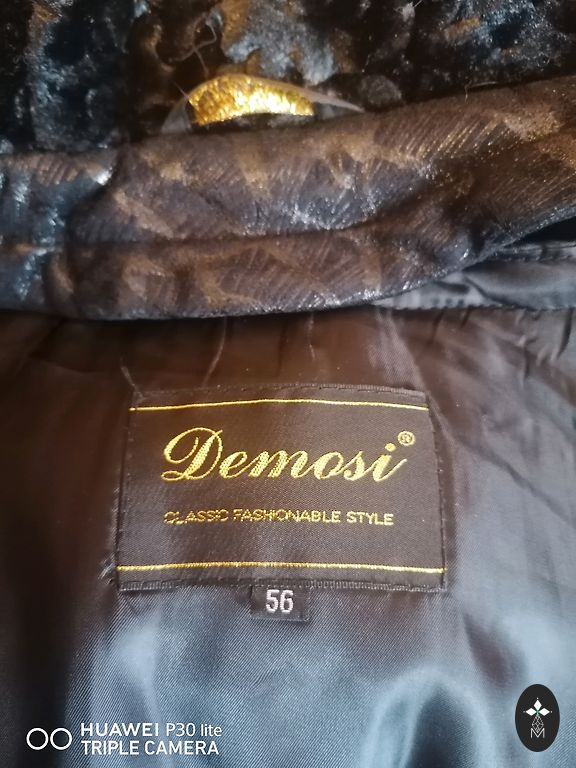 Demosi®
CLASSIC FASHIONABLE STYLE
56
HUAWEI P30 lite
TRIPLE CAMERA
M